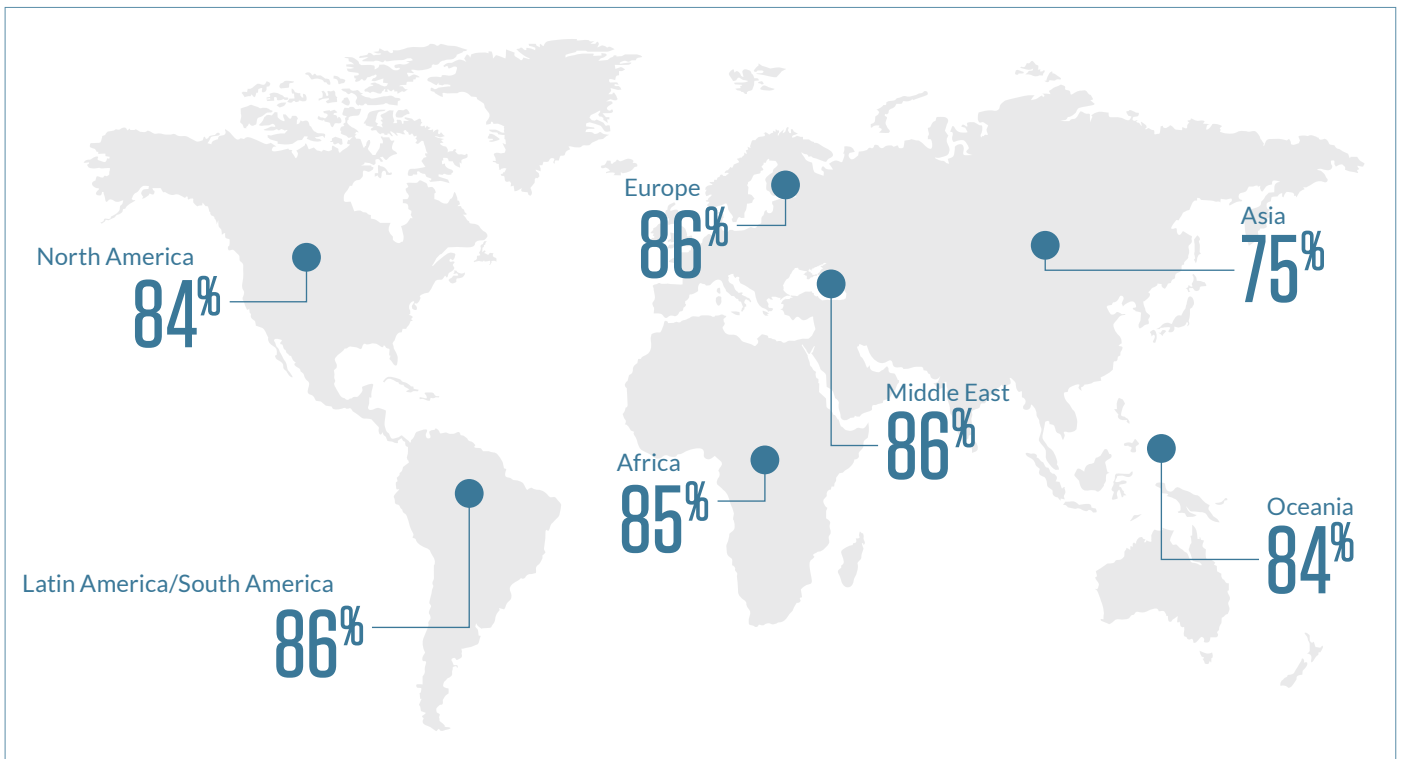 Europe
86%
Asia
75%
North America
84%
Middle East
86%
Africa
85%
Oceania
84%
Latin America/South America
86%